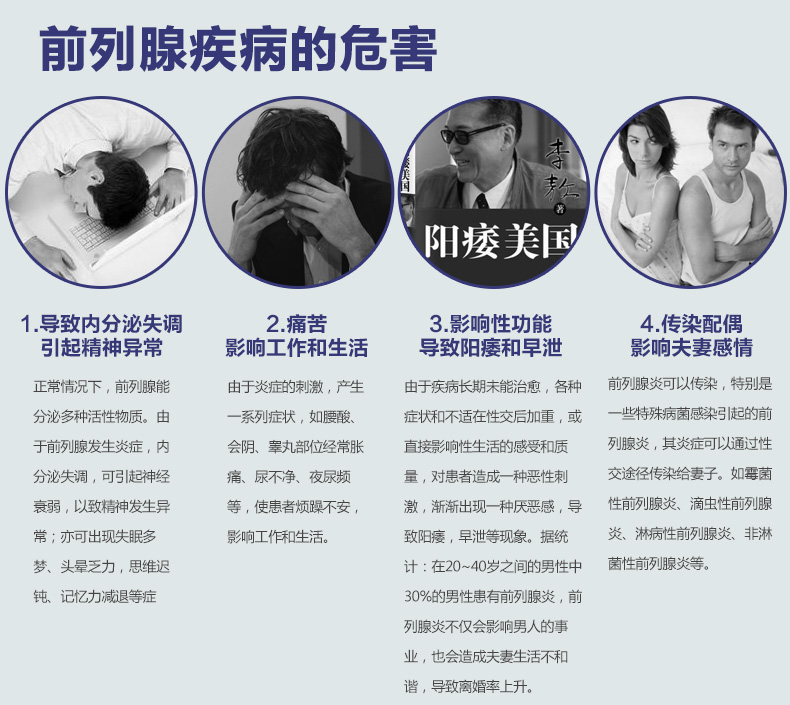 前列腺疾病的危害
李敖
著
阳痿美国
1.导致内分泌失调
引起精神异常
正常情况下，前列腺能
分泌多种活性物质。由
于前列腺发生炎症，内
分泌失调，可引起神经
衰弱，以致精神发生异
常；亦可出现失眠多
梦、头晕乏力，思维迟
钝、记忆力减退等症
2.痛苦
影响工作和生活
由于炎症的刺激，产生
一系列症状，如腰酸、
会阴、睾丸部位经常胀
痛、尿不净、夜尿频
等，使患者烦躁不安，
影响工作和生活。
3.影响性功能
导致阳痿和早泄
由于疾病长期未能治愈，各种
症状和不适在性交后加重，或
直接影响性生活的感受和质
量，对患者造成一种恶性刺
激，渐渐出现一种厌恶感，导
致阳痿，早泄等现象。据统
计：在20~40岁之间的男性中
30%的男性患有前列腺炎，前
列腺炎不仅会影响男人的事
业，也会造成夫妻生活不和
谐，导致离婚率上升。
4.传染配偶
影响夫妻感情
前列腺炎可以传染，特别是
一些特殊病菌感染引起的前
列腺炎，其炎症可以通过性
交途径传染给妻子。如霉菌
性前列腺炎、滴虫性前列腺
炎、淋病性前列腺炎、非淋
菌性前列腺炎等。